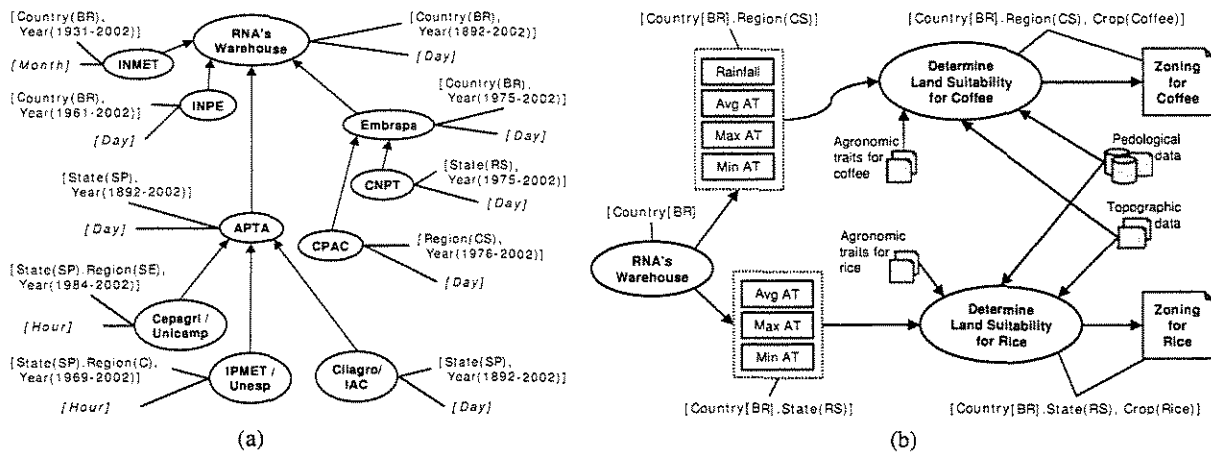 [Country(BR),
Year(1931-2002)]
[Month]
INMET
RNA's
Warehouse
[Country(BR),
Year(1892-2002)]
[Day]
[Country(BR),
Year(1961-2002)]
[Day]
INPE
[Country(BR),
Year(1975-2002)]
[Day]
Embrapa
[State(RS),
Year(1975-2002)]
[Day]
CNPT
[State(SP),
Year(1892-2002)]
[Day]
APTA
CPAC
[Region(CS),
Year(1976-2002)]
[Day]
[State(SP).Region(SE),
Year(1984-2002)]
[Hour]
Cepagri /
Unicamp
[State(SP).Region(C),
Year(1969-2002)]
[Hour]
IPMET /
Unesp
Ciiagro/
IAC
[State(SP),
Year(1892-2002)]
[Day]
(a)
[Country[BR].Region(CS)]
Rainfall
Avg AT
Max AT
Min AT
[Country[BR].Region(CS), Crop(Coffee)]
Determine
Land Suitability
for Coffee
Zoning
for
Coffee
Agronomic
traits for
coffee
Pedological
data
Topographic
data
[Country[BR]
RNA's
Warehouse
Agronomic
traits for
rice
Avg AT
Max AT
Min AT
[Country[BR].State(RS)]
Determine
Land Suitability
for Rice
Zoning
for
Rice
[Country[BR].State(RS), Crop(Rice)]
(b)